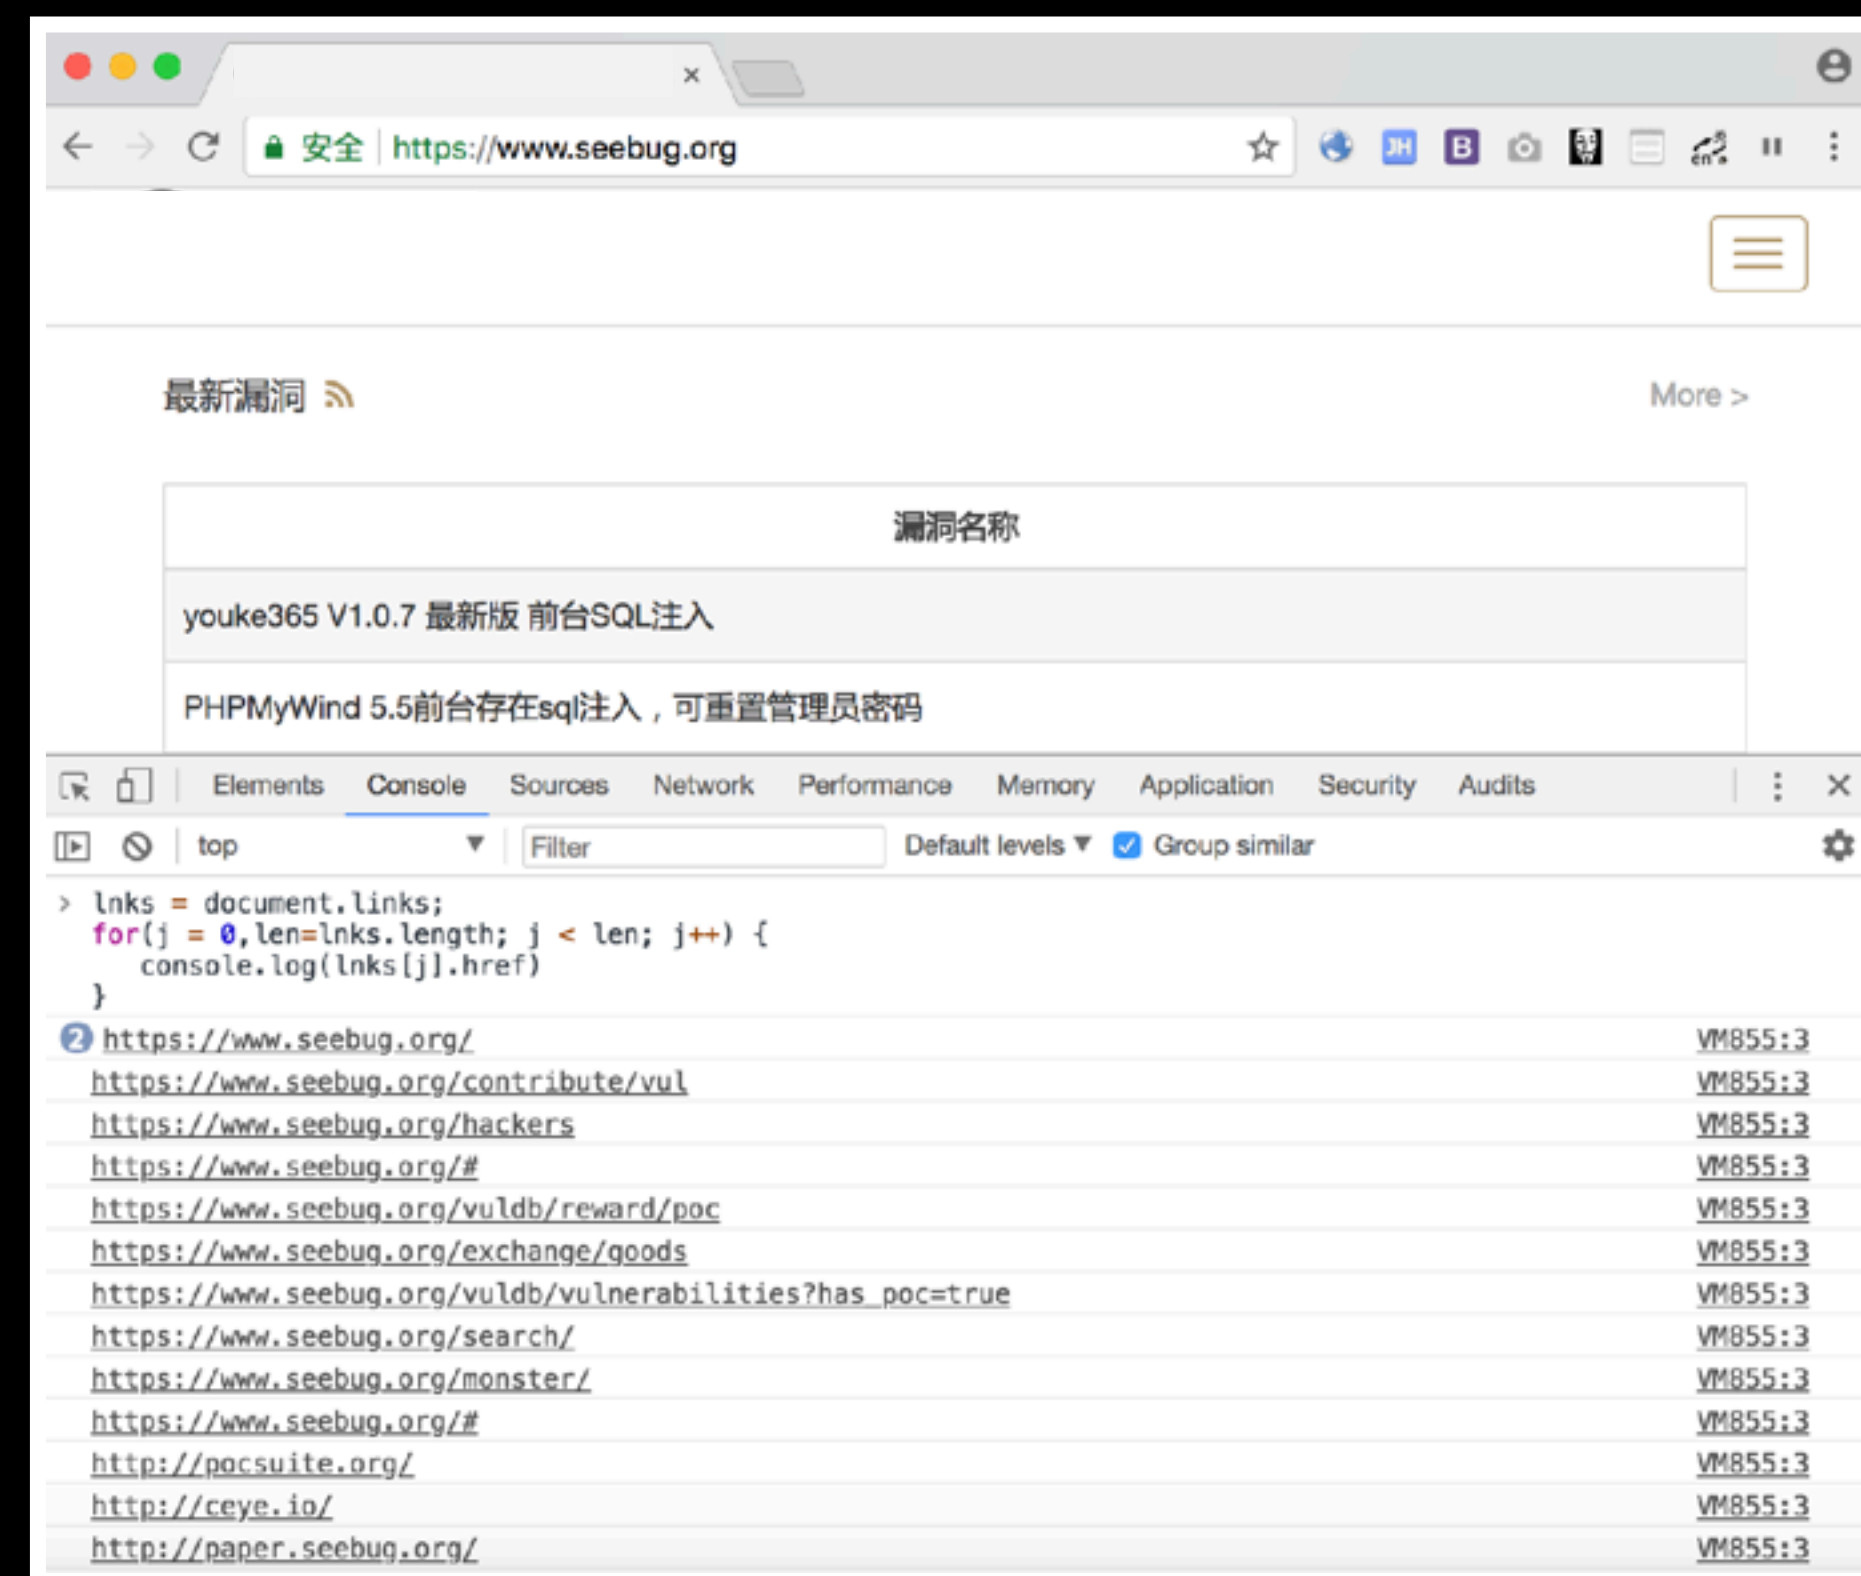 安全 https://www.seebug.org
JH
B
最新漏洞
More >
漏洞名称
youke365 V1.0.7 最新版 前台SQL注入
PHPMyWind 5.5前台存在sql注入，可重置管理员密码
Elements Console Sources Network Performance Memory Application Security Audits
top Filter Default levels Group similar
> lnks = document.links;
for(j = 0,len=lnks.length; j < len; j++) {
console.log(lnks[j].href)
}
2 https://www.seebug.org/ VM855:3
https://www.seebug.org/contribute/vul VM855:3
https://www.seebug.org/hackers VM855:3
https://www.seebug.org/# VM855:3
https://www.seebug.org/vuldb/reward/poc VM855:3
https://www.seebug.org/exchange/goods VM855:3
https://www.seebug.org/vuldb/vulnerabilities?has_poc=true VM855:3
https://www.seebug.org/search/ VM855:3
https://www.seebug.org/monster/ VM855:3
https://www.seebug.org/# VM855:3
http://pocsuite.org/ VM855:3
http://ceye.io/ VM855:3
http://paper.seebug.org/ VM855:3